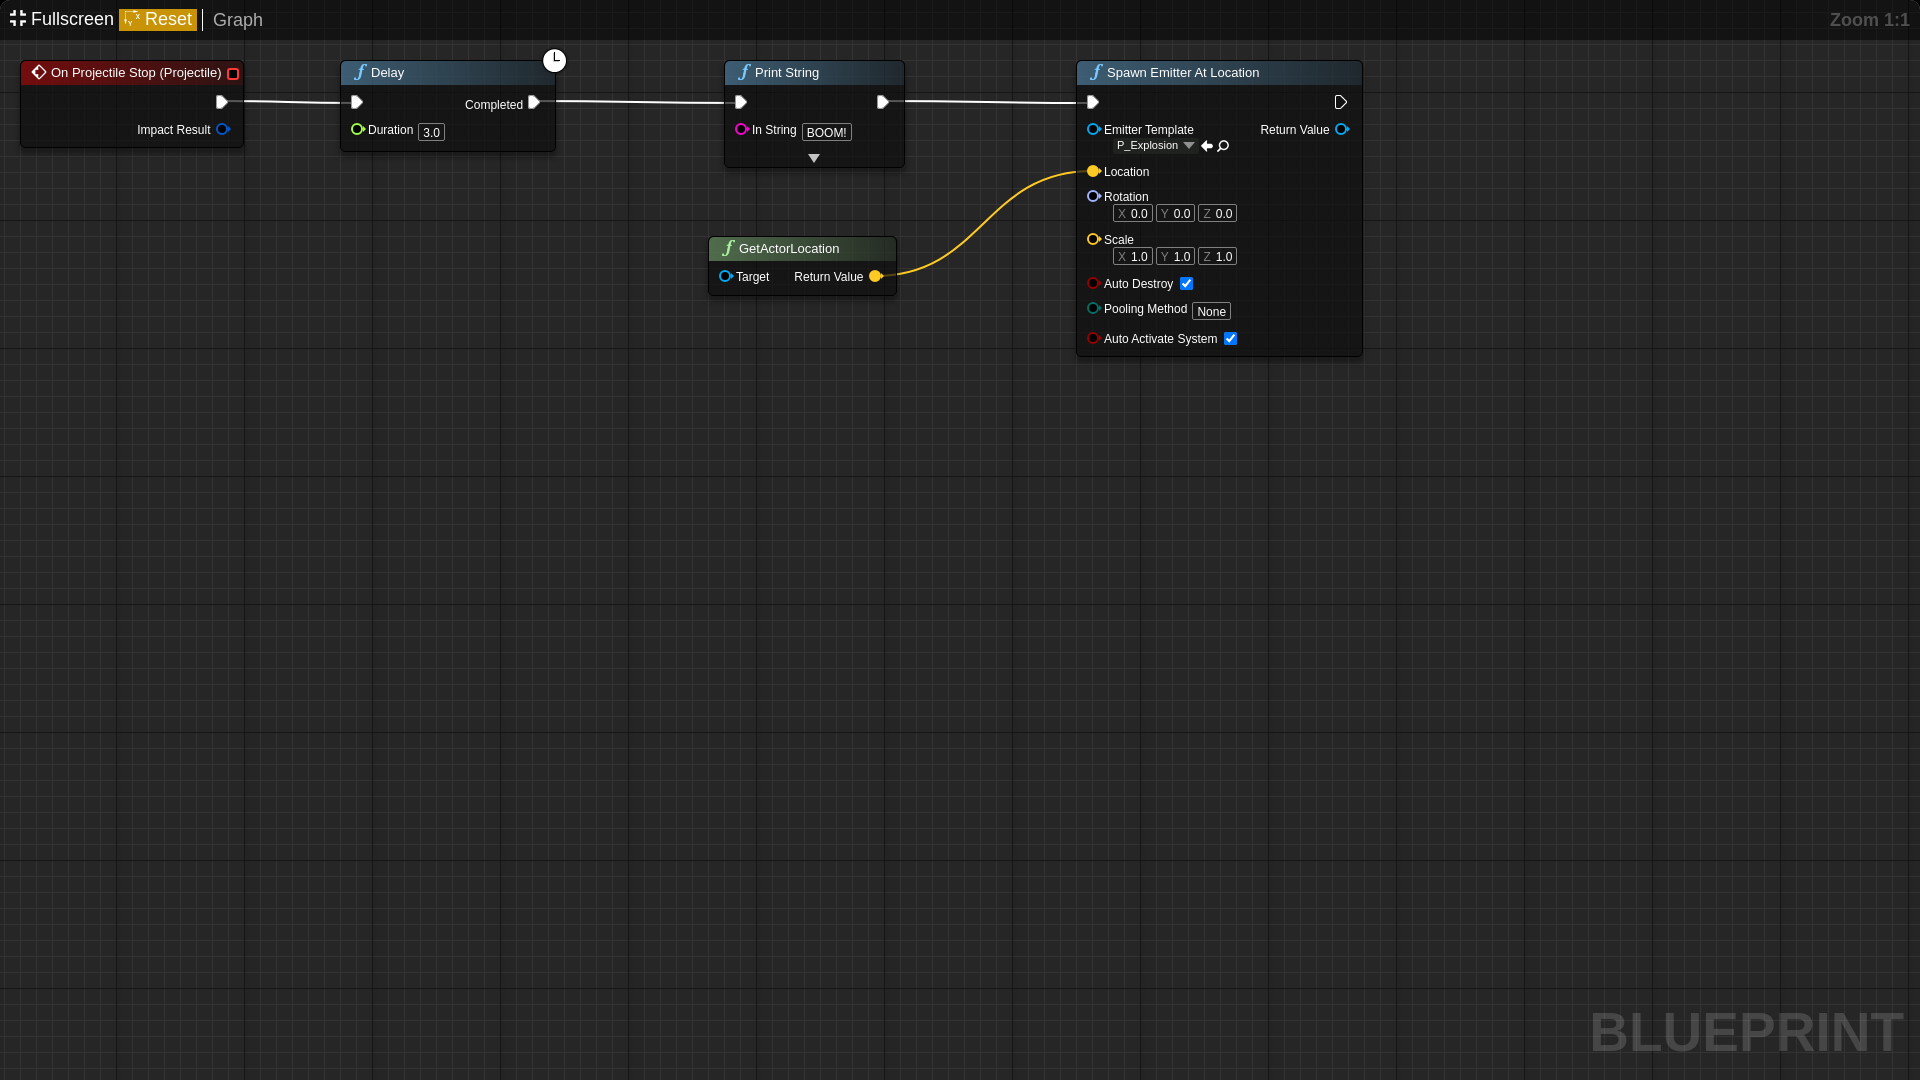 Fullscreen Reset Graph Zoom 1:1
On Projectile Stop (Projectile)
Impact Result
Delay
Completed
Duration 3.0
Print String
In String BOOM!
Spawn Emitter At Location
Emitter Template Return Value
P_Explosion
Location
Rotation
X 0.0 Y 0.0 Z 0.0
Scale
X 1.0 Y 1.0 Z 1.0
Auto Destroy
Pooling Method None
Auto Activate System
GetActorLocation
Target Return Value
BLUEPRINT